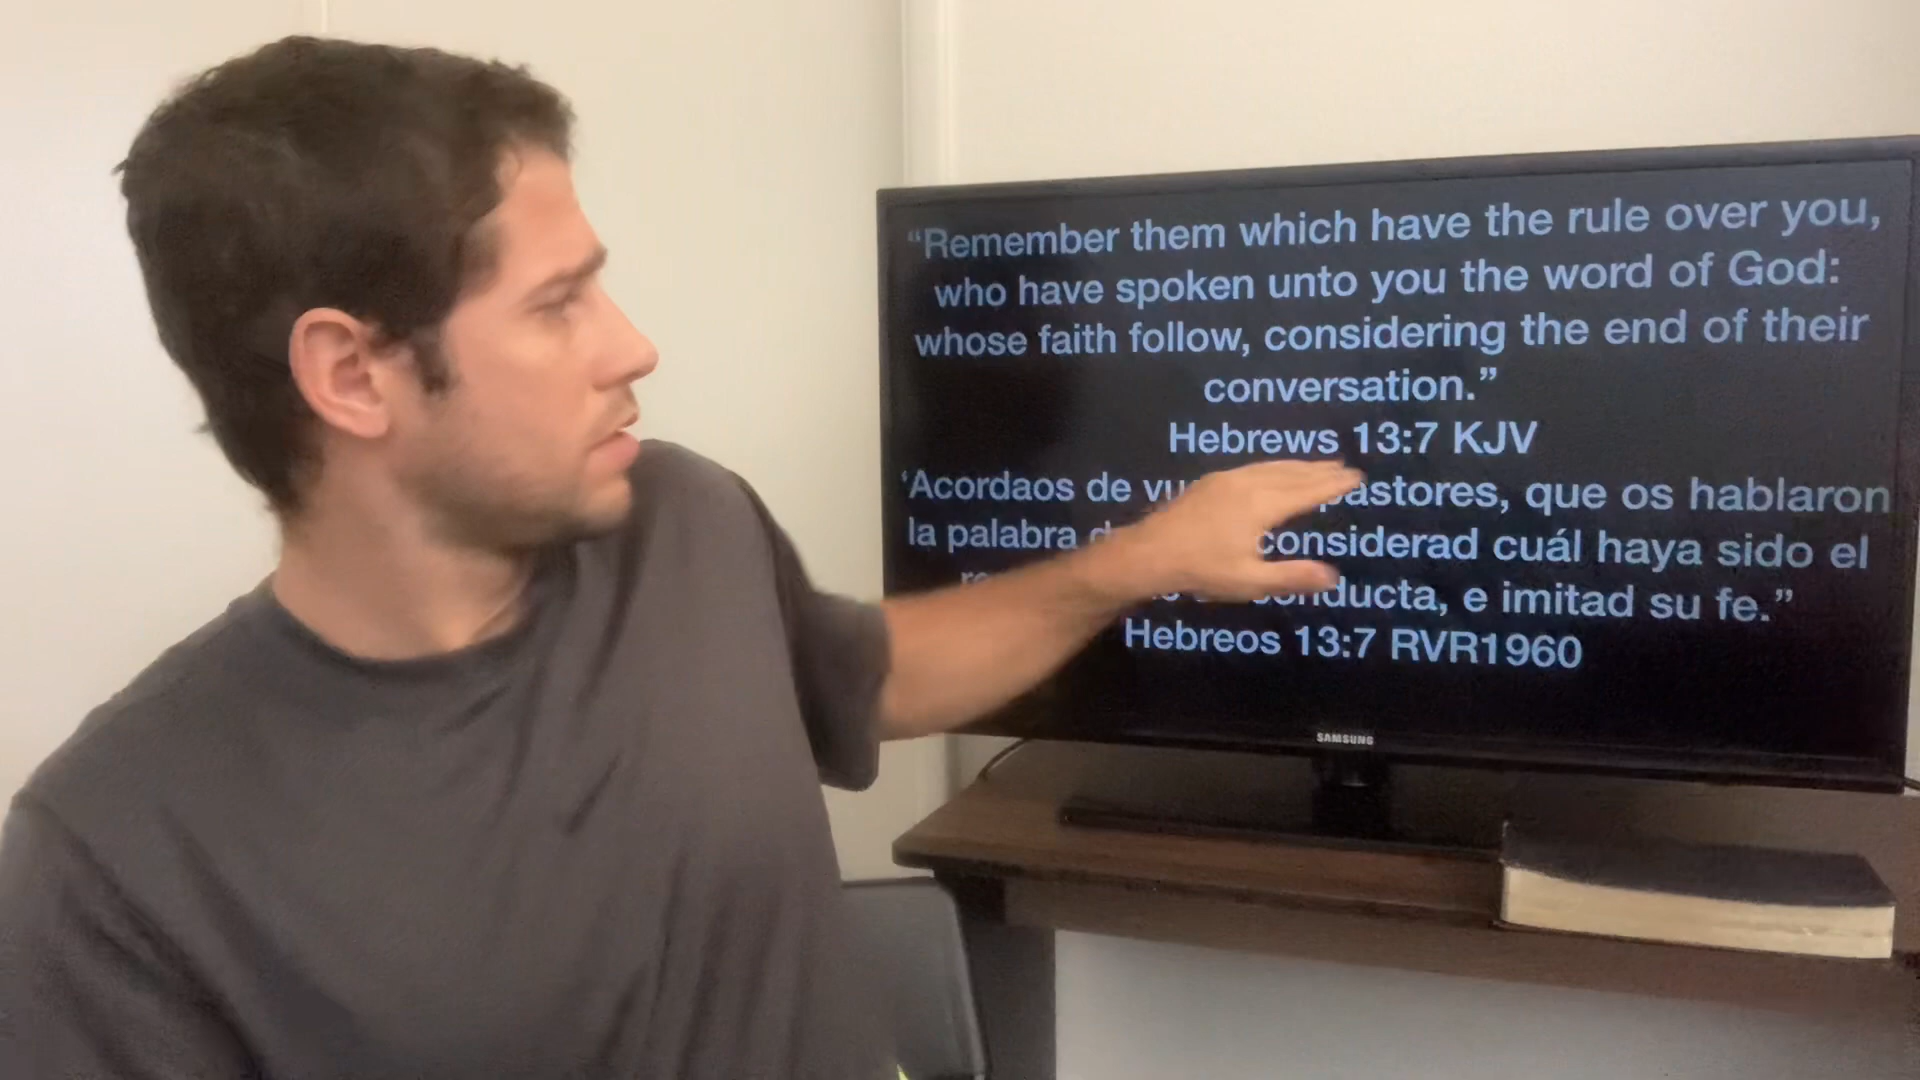 “Remember them which have the rule over you,
who have spoken unto you the word of God:
whose faith follow, considering the end of their
conversation.”
Hebrews 13:7 KJV
‘Acordaos de pastores, que os hablaron
la palabra considerad cuál haya sido el
conducta, e imitad su fe.”
Hebreos 13:7 RVR1960
SAMSUNG